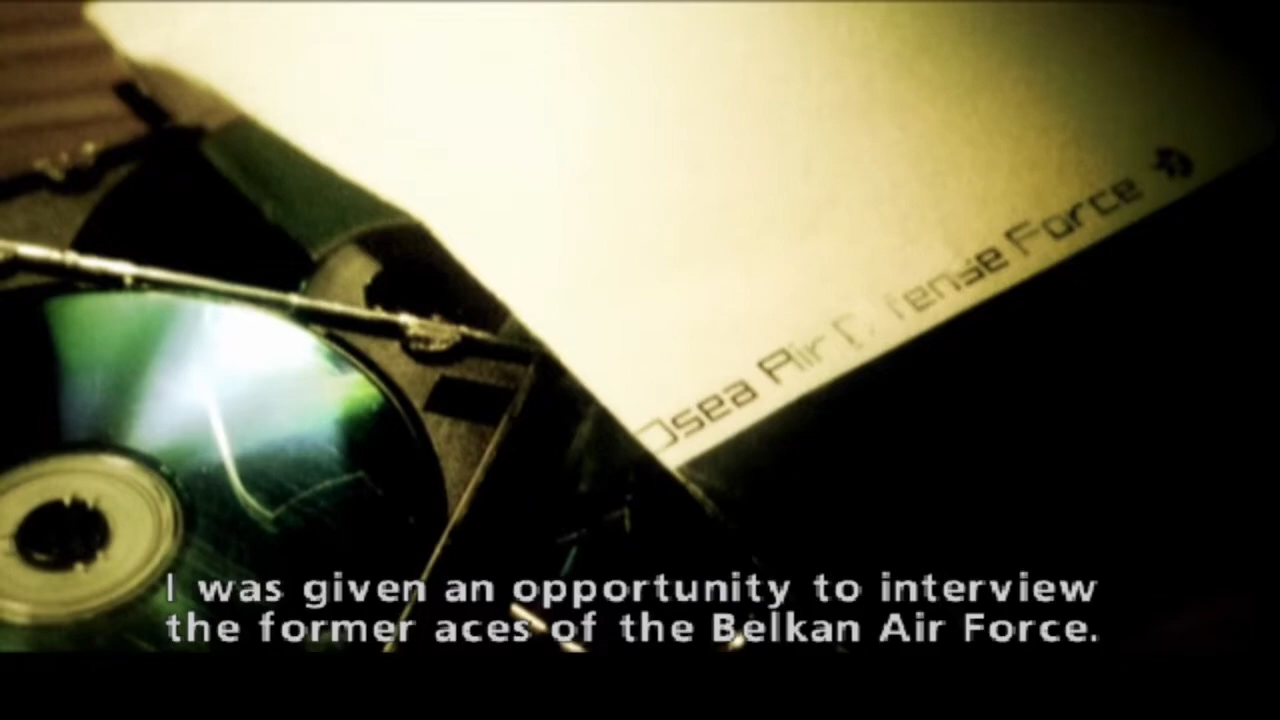 Osea Air Defense Force
I was given an opportunity to interview
the former aces of the Belkan Air Force.